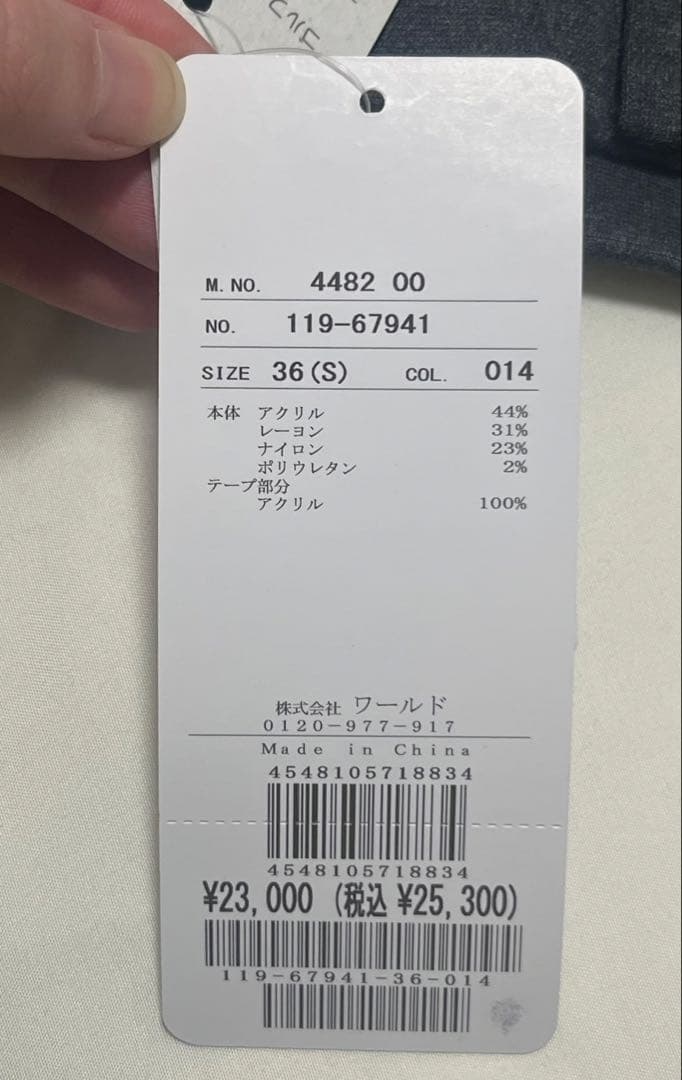 M. NO. 4482 00
NO. 119-67941
SIZE 36(S) COL. 014
本体 アクリル 44%
レーヨン 31%
ナイロン 23%
ポリウレタン 2%
テープ部分
アクリル 100%
株式会社 ワールド
0120-977-917
Made in China
4548105718834
4548105718834
¥23,000 (税込 ¥25,300)
119-67941-36-014